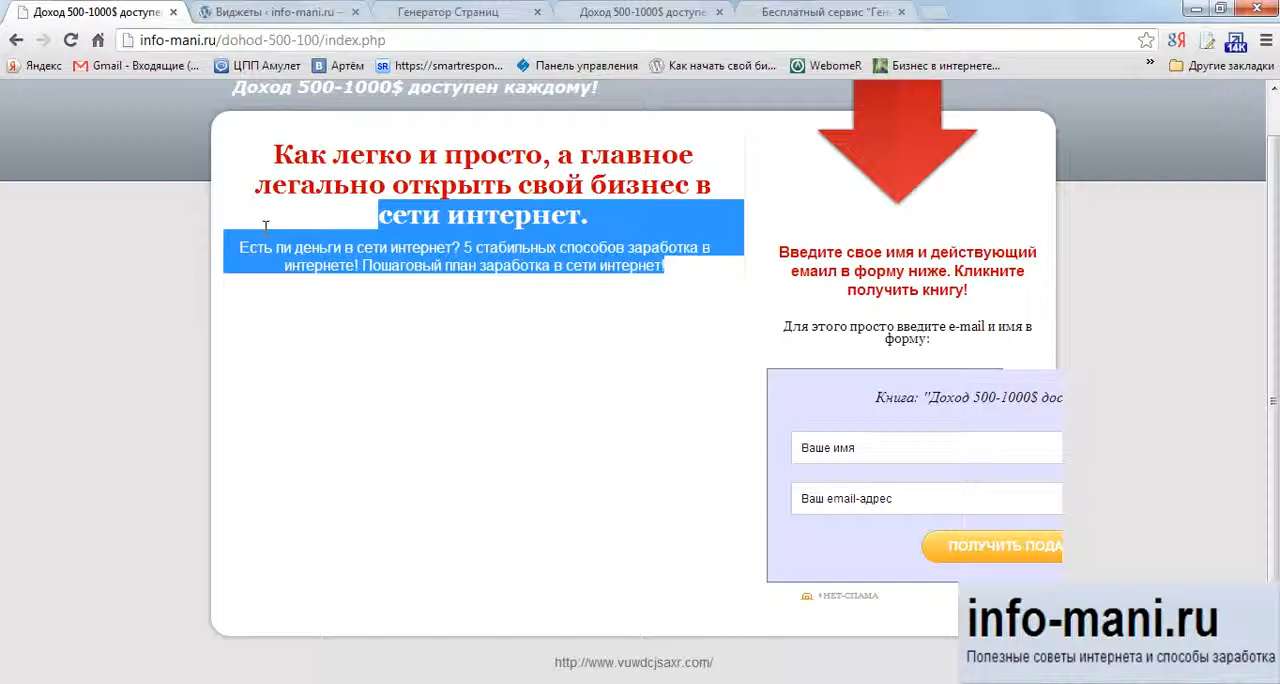 Доход 500-1000$ доступе
Виджеты ‹ info-mani.ru —
Генератор Страниц
Доход 500-1000$ доступе
Бесплатный сервис "Ген
info-mani.ru/dohod-500-100/index.php
Яндекс
Gmail - Входящие (...
ЦПП Амулет
Артём
https://smartrespon...
Панель управления
Как начать свой би...
WebomeR
Бизнес в интернете...
»
Другие закладки
14K
Доход 500-1000$ доступен каждому!
Как легко и просто, а главное
легально открыть свой бизнес в
сети интернет.
Есть ли деньги в сети интернет? 5 стабильных способов заработка в
интернете! Пошаговый план заработка в сети интернет!
Введите свое имя и действующий
емаил в форму ниже. Кликните
получить книгу!
Для этого просто введите e-mail и имя в
форму:
Книга: "Доход 500-1000$ дос
Ваше имя
Ваш email-адрес
ПОЛУЧИТЬ ПОДА
НЕТ-СПАМА
http://www.vuwdcjsaxr.com/
info-mani.ru
Полезные советы интернета и способы заработка